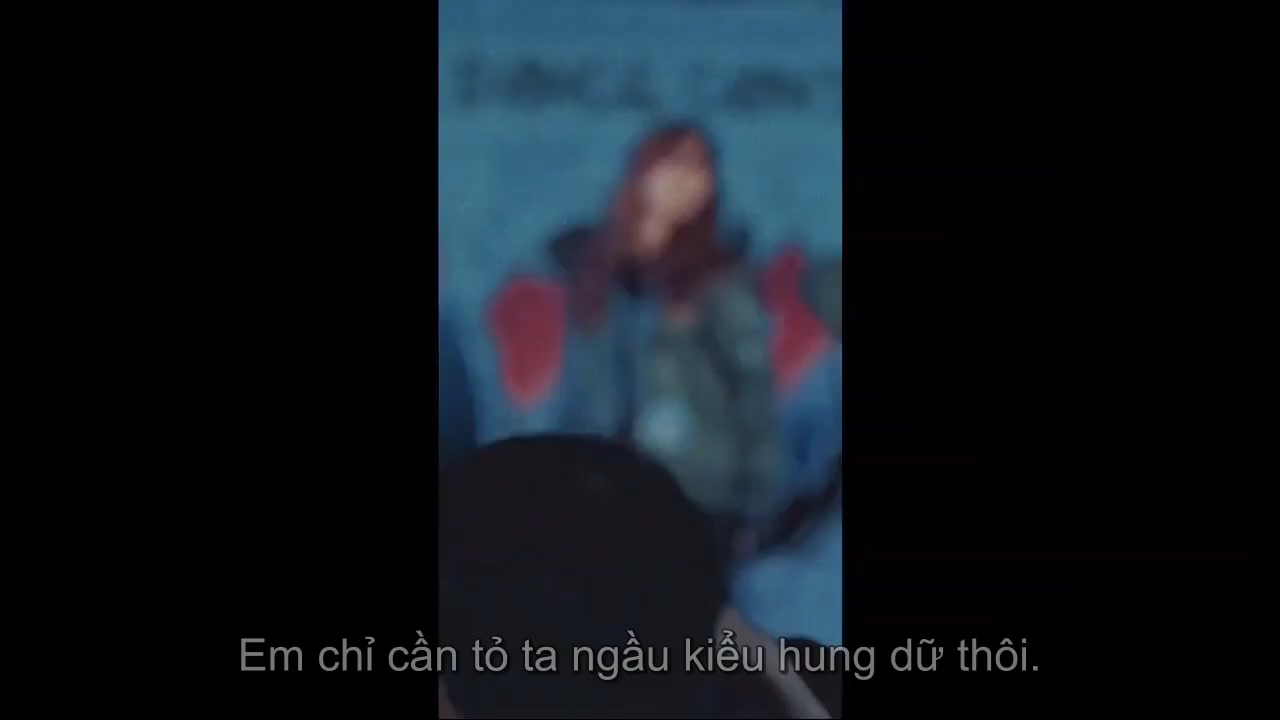 Em chỉ cần tỏ ta ngầu kiểu hung dữ thôi.